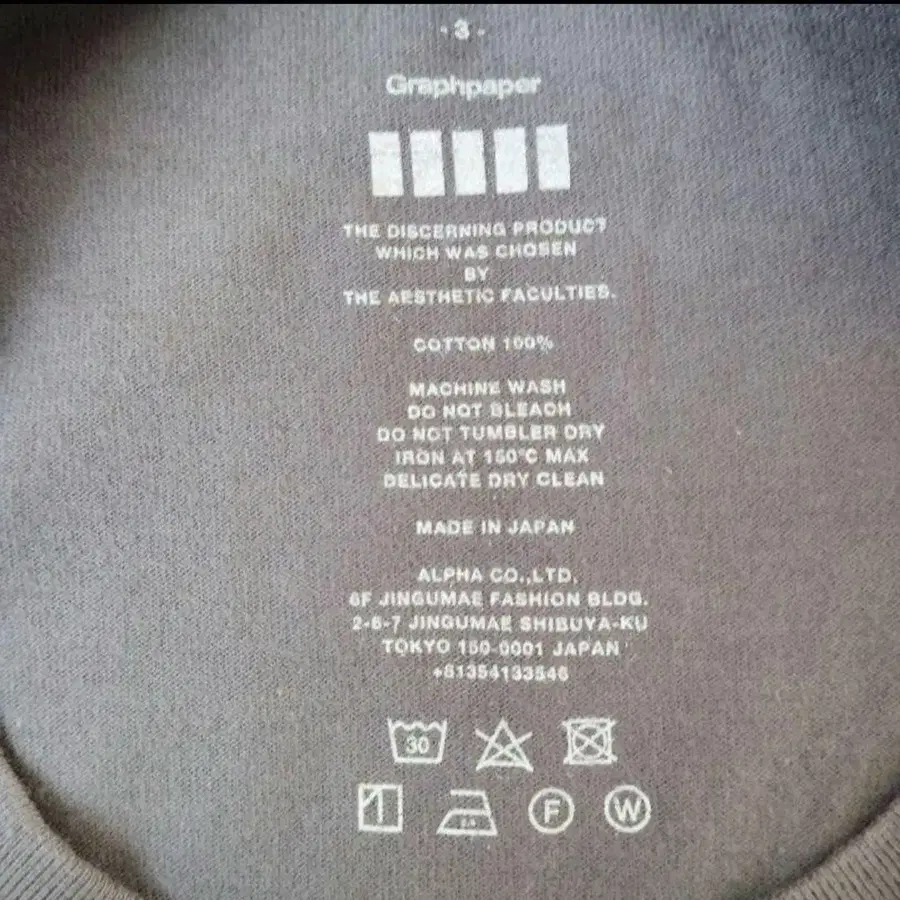 - 3 -
Graphpaper
THE DISCERNING PRODUCT
WHICH WAS CHOSEN
BY
THE AESTHETIC FACULTIES.
COTTON 100%
MACHINE WASH
DO NOT BLEACH
DO NOT TUMBLER DRY
IRON AT 150°C MAX
DELICATE DRY CLEAN
MADE IN JAPAN
ALPHA CO.,LTD.
6F JINGUMAE FASHION BLDG.
2-6-7 JINGUMAE SHIBUYA-KU
TOKYO 150-0001 JAPAN
+81354133546
30
F
W